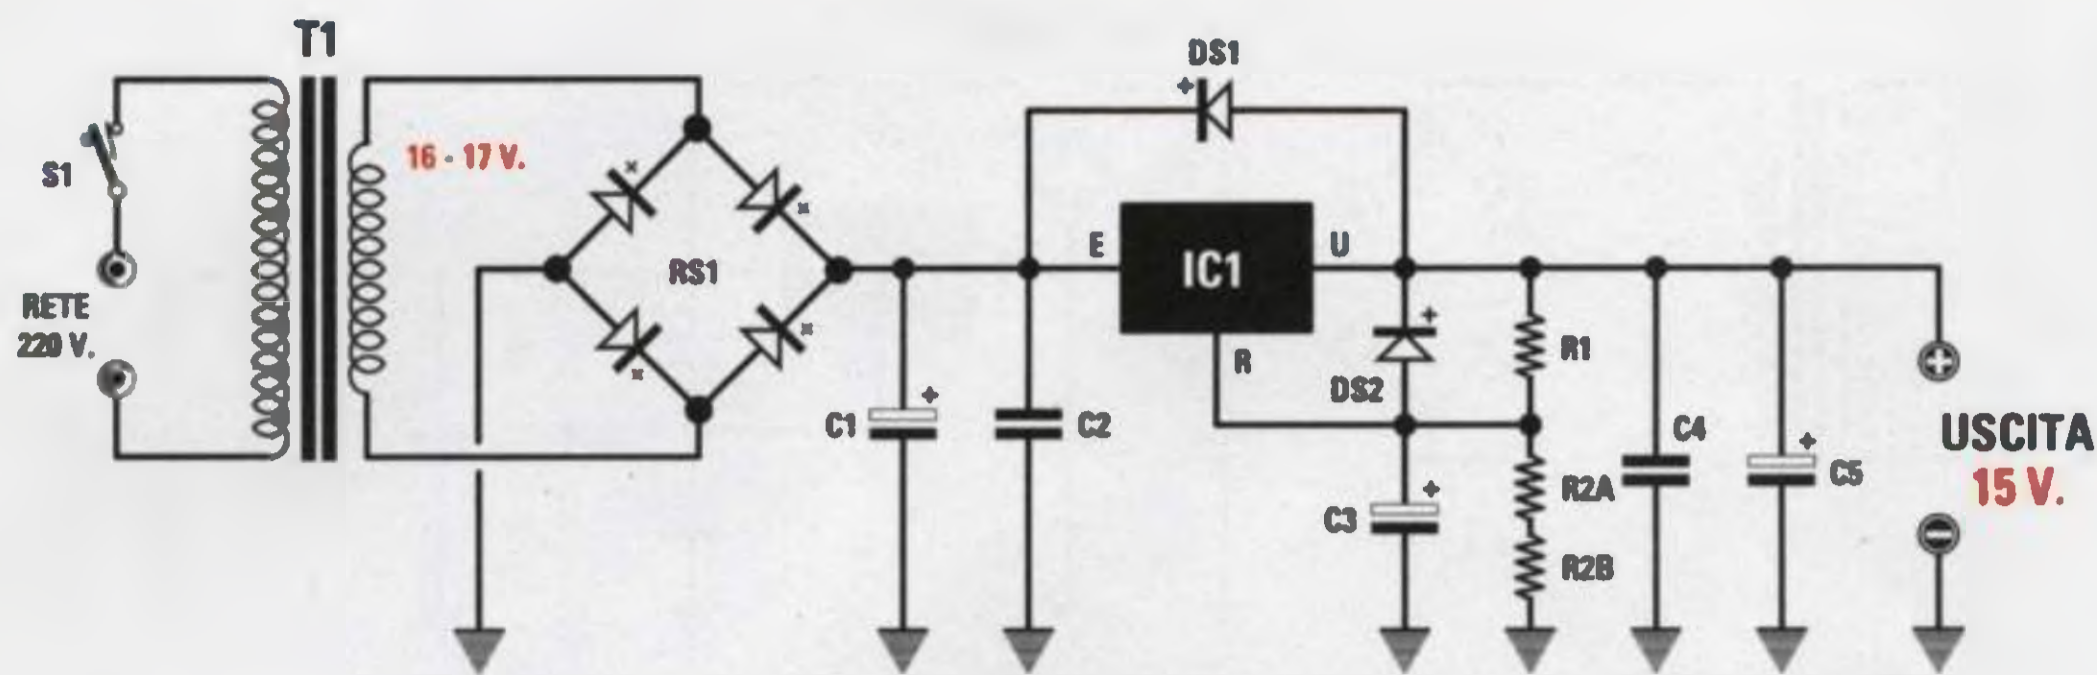 T1
DS1
16 - 17 V.
S1
RETE
220 V.
RS1
E
IC1
U
R
DS2
R1
C1
+
C2
C3
+
R2A
R2B
C4
C5
+
USCITA
15 V.